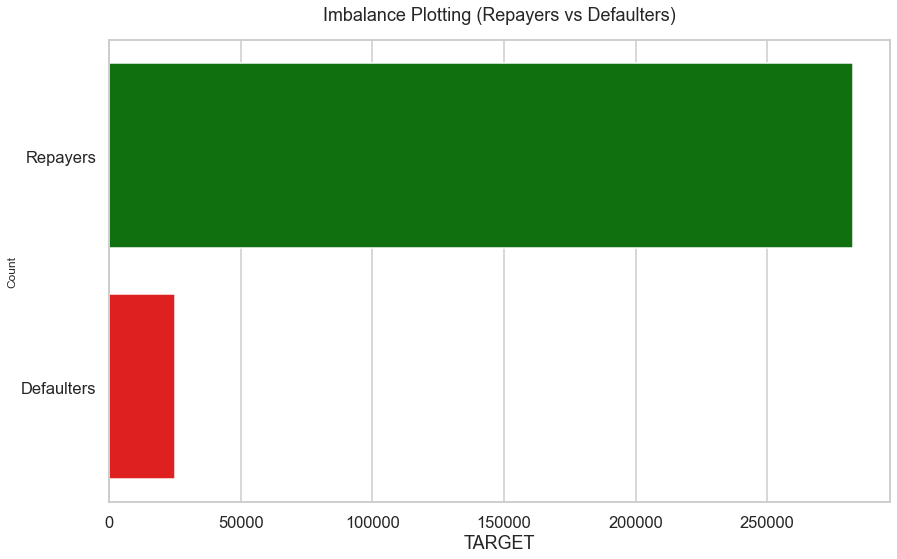 Imbalance Plotting (Repayers vs Defaulters)
Repayers
Count
Defaulters
0 50000 100000 150000 200000 250000
TARGET